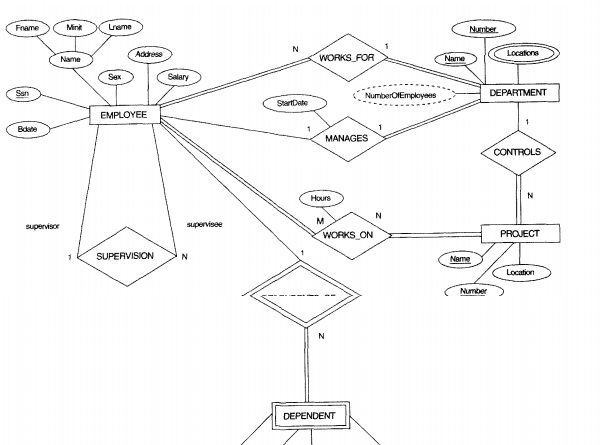 Fname
Minit
Lname
Name
Address
Sex
Salary
Ssn
Bdate
EMPLOYEE
N
WORKS_FOR
1
StartDate
1
MANAGES
1
Number
Name
Locations
NumberOfEmployees
DEPARTMENT
1
CONTROLS
N
Hours
M
WORKS_ON
N
PROJECT
Name
Number
Location
supervisor
supervisee
1
SUPERVISION
N
1
N
DEPENDENT